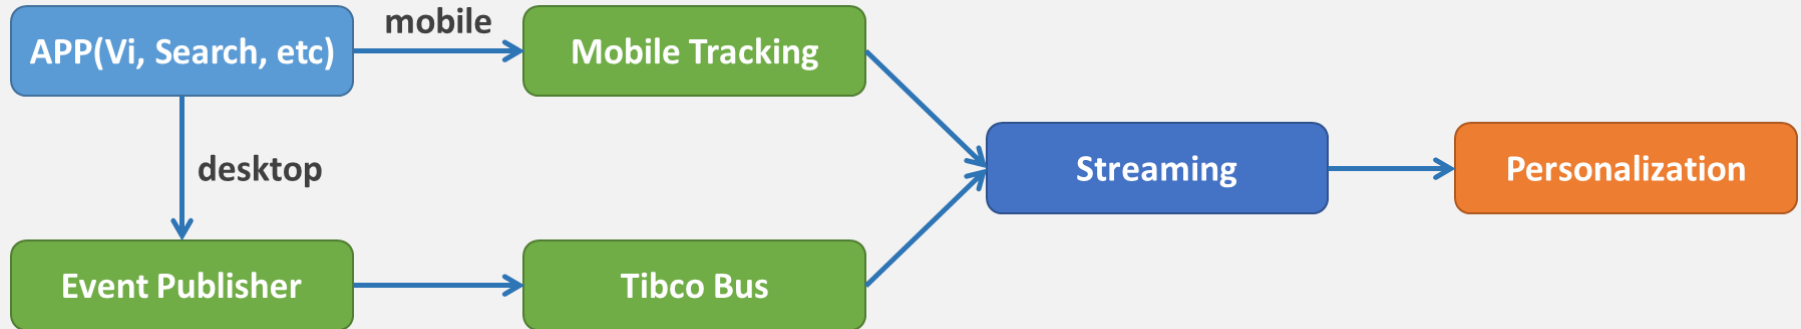 mobile
APP(Vi, Search, etc)
Mobile Tracking
desktop
Streaming
Personalization
Event Publisher
Tibco Bus